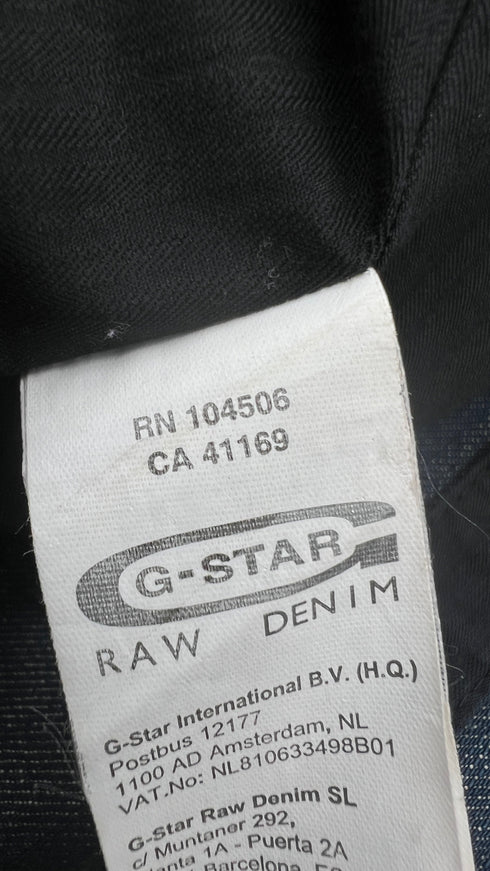 RN 104506
CA 41169
G-STAR
RAW DENIM
G-Star International B.V. (H.Q.)
Postbus 12177
1100 AD Amsterdam, NL
VAT.No: NL810633498B01
G-Star Raw Denim SL
c/ Muntaner 292,
1A - Puerta 2A
Barcelona